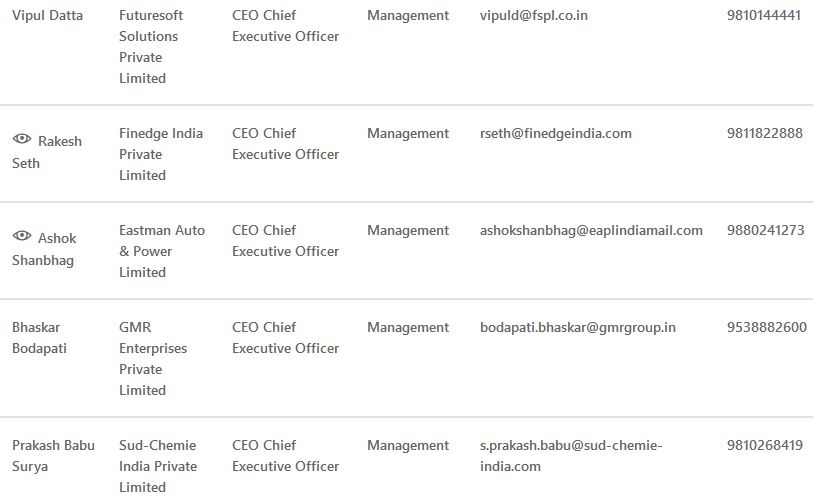 Vipul Datta Futuresoft Solutions Private Limited CEO Chief Executive Officer Management vipuld@fspl.co.in 9810144441
Rakesh Seth Finedge India Private Limited CEO Chief Executive Officer Management rseth@finedgeindia.com 9811822888
Ashok Shanbhag Eastman Auto & Power Limited CEO Chief Executive Officer Management ashokshanbhag@eaplindiamail.com 9880241273
Bhaskar Bodapati GMR Enterprises Private Limited CEO Chief Executive Officer Management bodapati.bhaskar@gmrgroup.in 9538882600
Prakash Babu Surya Sud-Chemie India Private Limited CEO Chief Executive Officer Management s.prakash.babu@sud-chemie-india.com 9810268419